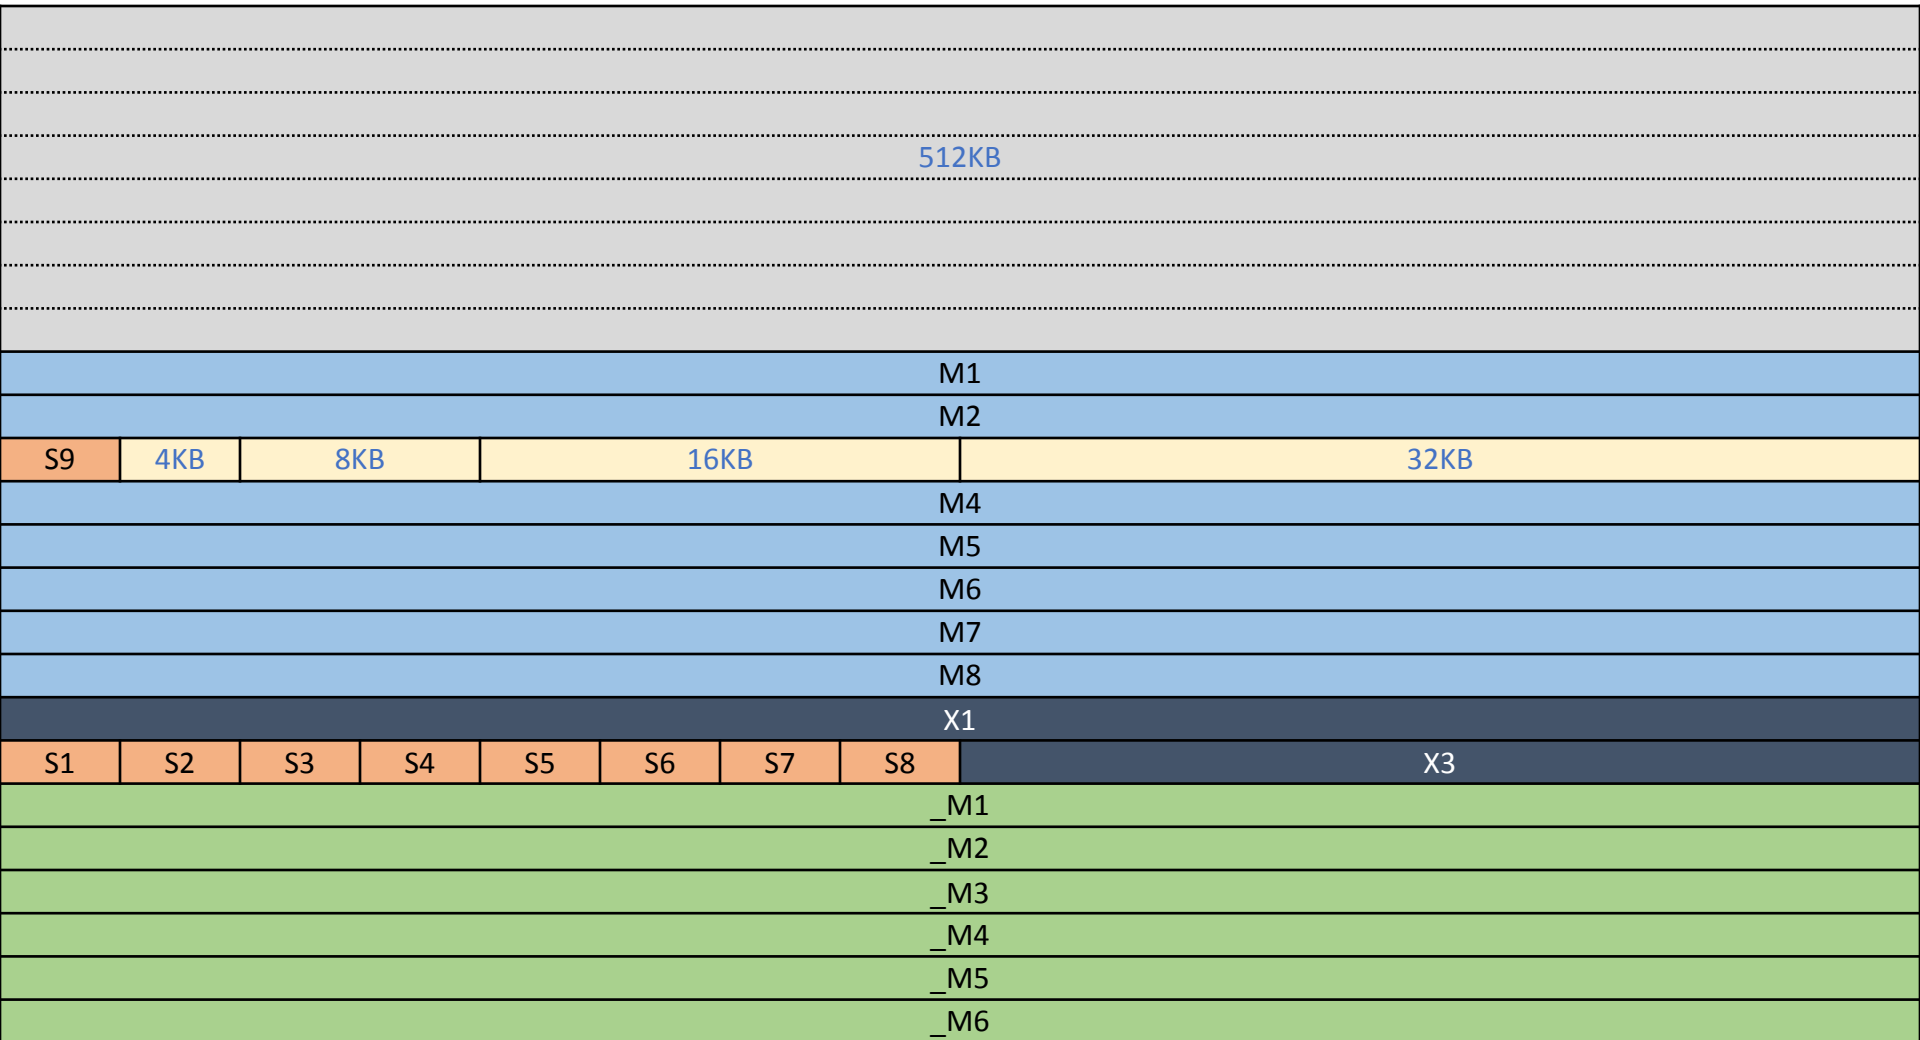 512KB
M1
M2
S9 4KB 8KB 16KB 32KB
M4
M5
M6
M7
M8
X1
S1 S2 S3 S4 S5 S6 S7 S8 X3
_M1
_M2
_M3
_M4
_M5
_M6